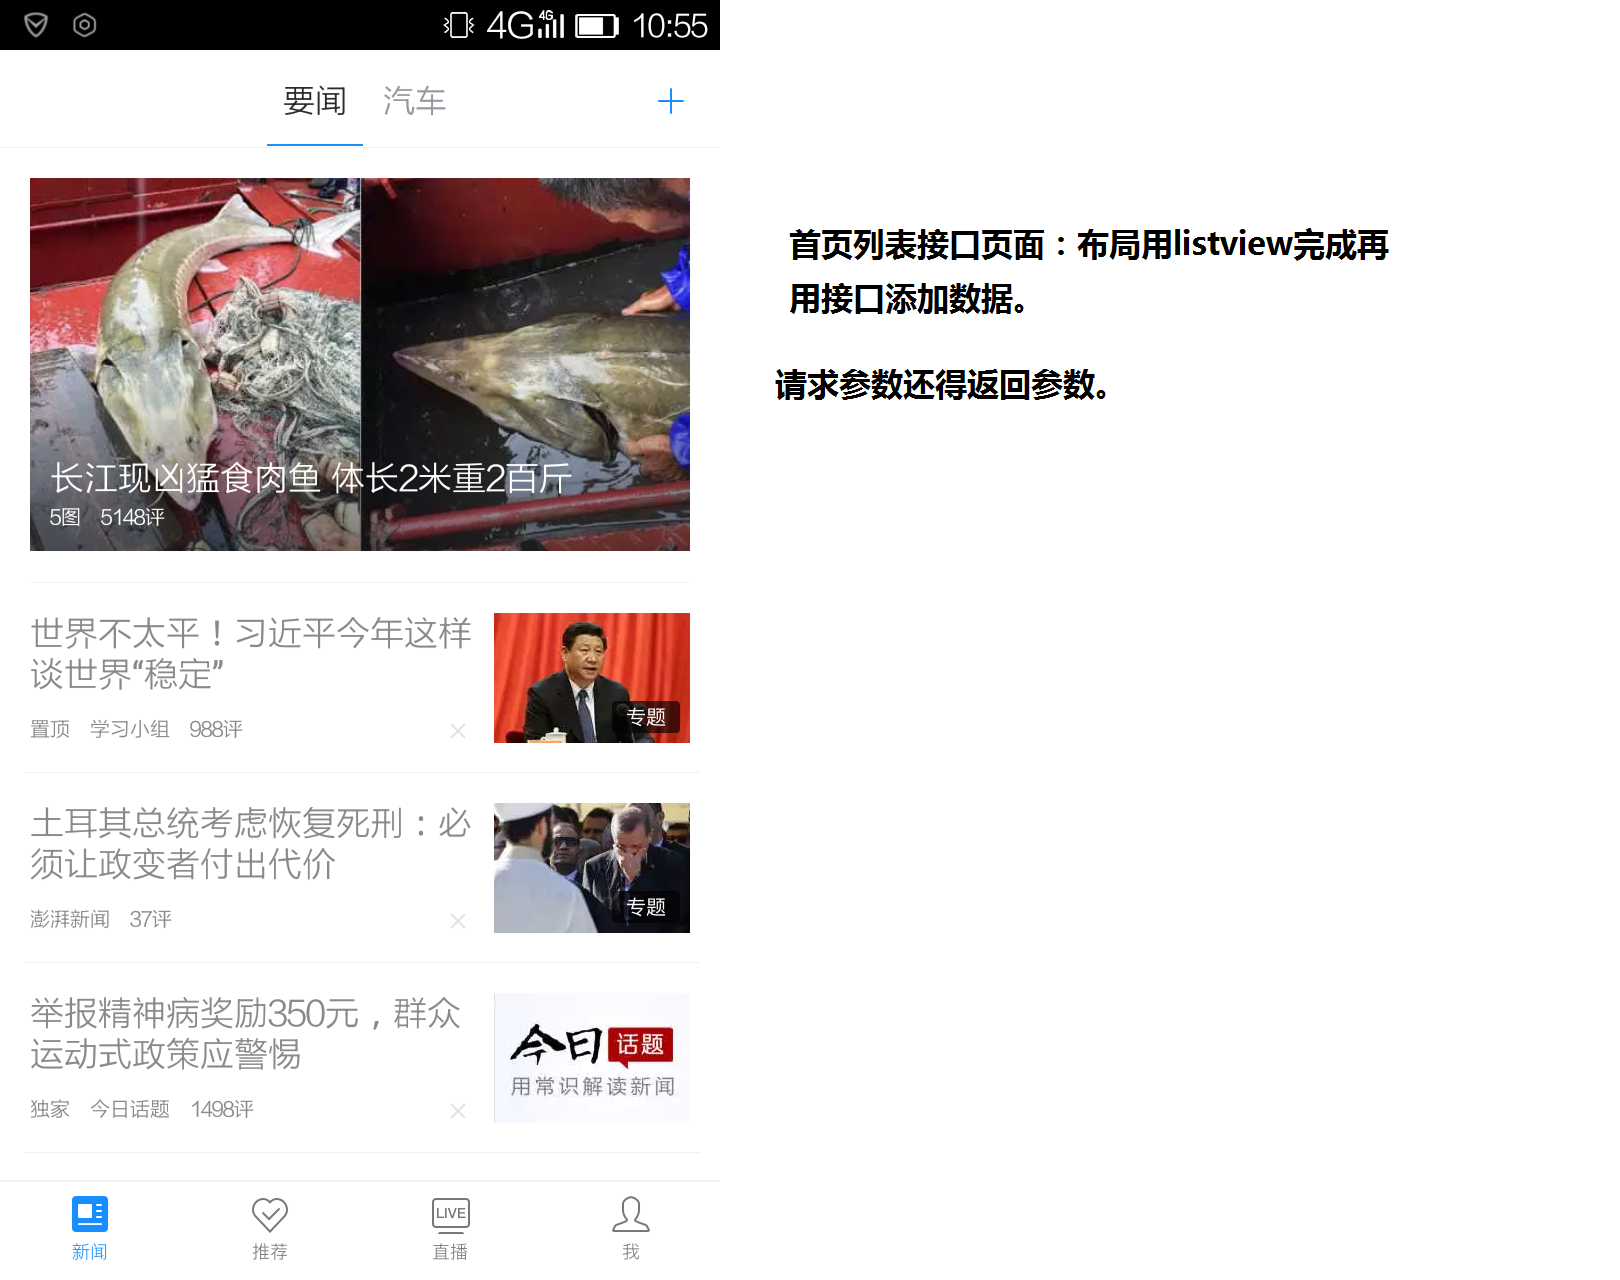 4G 4G 10:55
要闻 汽车
首页列表接口页面：布局用listview完成再
用接口添加数据。
请求参数还得返回参数。
长江现凶猛食肉鱼 体长2米重2百斤
5图 5148评
世界不太平！习近平今年这样
谈世界“稳定”
专题
置顶 学习小组 988评
土耳其总统考虑恢复死刑：必
须让政变者付出代价
专题
澎湃新闻 37评
举报精神病奖励350元，群众
运动式政策应警惕
今日 话题
用常识解读新闻
独家 今日话题 1498评
LIVE
新闻 推荐 直播 我